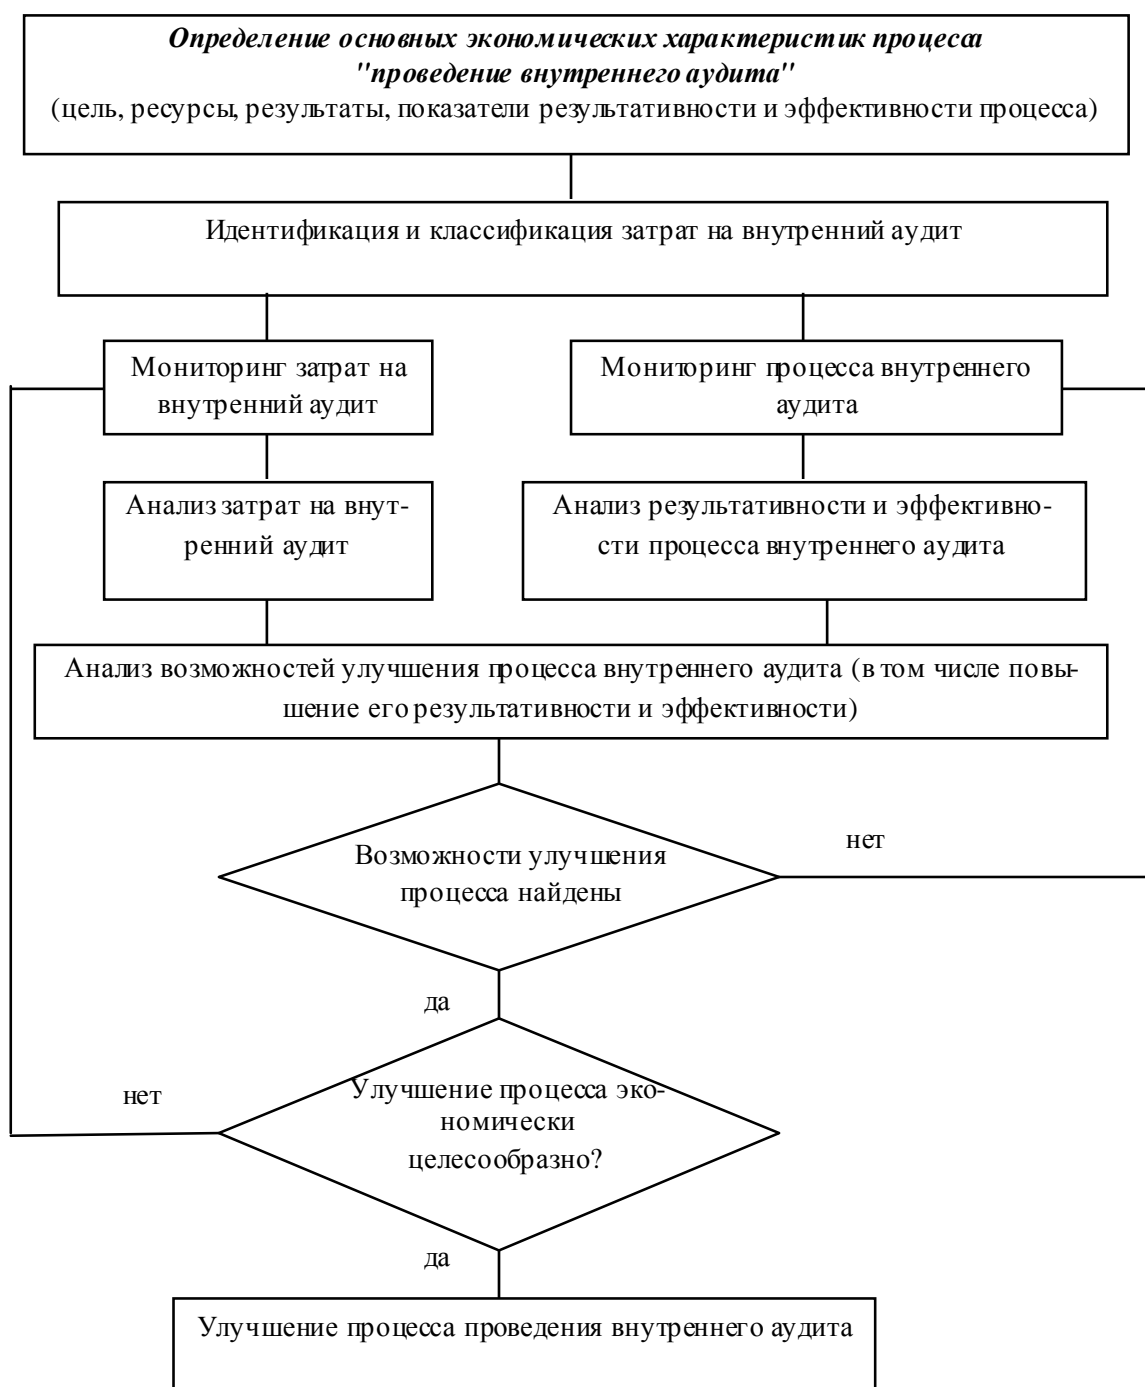 Определение основных экономических характеристик процесса
"проведение внутреннего аудита"
(цель, ресурсы, результаты, показатели результативности и эффективности процесса)
Идентификация и классификация затрат на внутренний аудит
Мониторинг затрат на
внутренний аудит
Мониторинг процесса внутреннего
аудита
Анализ затрат на внут-
ренний аудит
Анализ результативности и эффективно-
сти процесса внутреннего аудита
Анализ возможностей улучшения процесса внутреннего аудита (в том числе повы-
шение его результативности и эффективности)
нет
Возможности улучшения
процесса найдены
да
нет
Улучшение процесса эко-
номически
целесообразно?
да
Улучшение процесса проведения внутреннего аудита